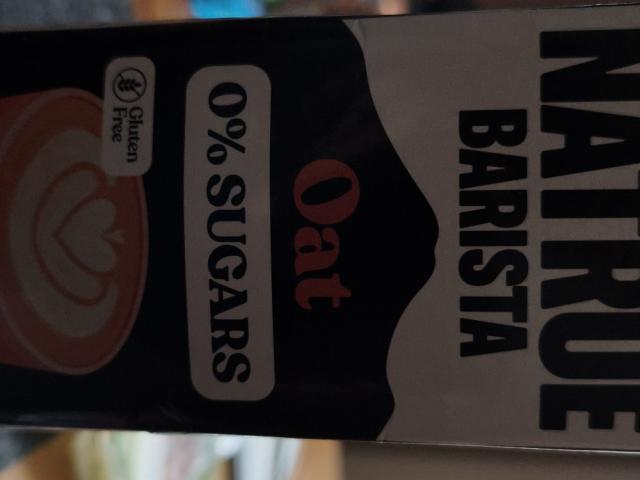 NATRUE
BARISTA
Oat
0% SUGARS
Gluten
Free